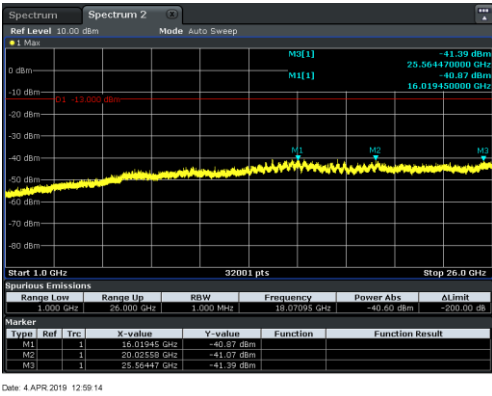 Spectrum Spectrum 2
Ref Level 10.00 dBm Mode Auto Sweep
1 Max
M3[1] -41.39 dBm
25.564470000 GHz
M1[1] -40.87 dBm
16.019450000 GHz
0 dBm
-10 dBm
D1 -13.000 dBm
-20 dBm
-30 dBm
-40 dBm
M1 M2 M3
-50 dBm
-60 dBm
-80 dBm
Start 1.0 GHz 32001 pts Stop 26.0 GHz
Spurious Emissions
Range Low Range Up RBW Frequency Power Abs ΔLimit
1.000 GHz 26.000 GHz 1.000 MHz 18.07095 GHz -40.60 dBm -200.00 dB
Marker
Type Ref Trc X-value Y-value Function Function Result
M1 1 16.01945 GHz -40.87 dBm
M2 1 20.02558 GHz -41.07 dBm
M3 1 25.56447 GHz -41.39 dBm
Date: 4.APR.2019 12:59:14